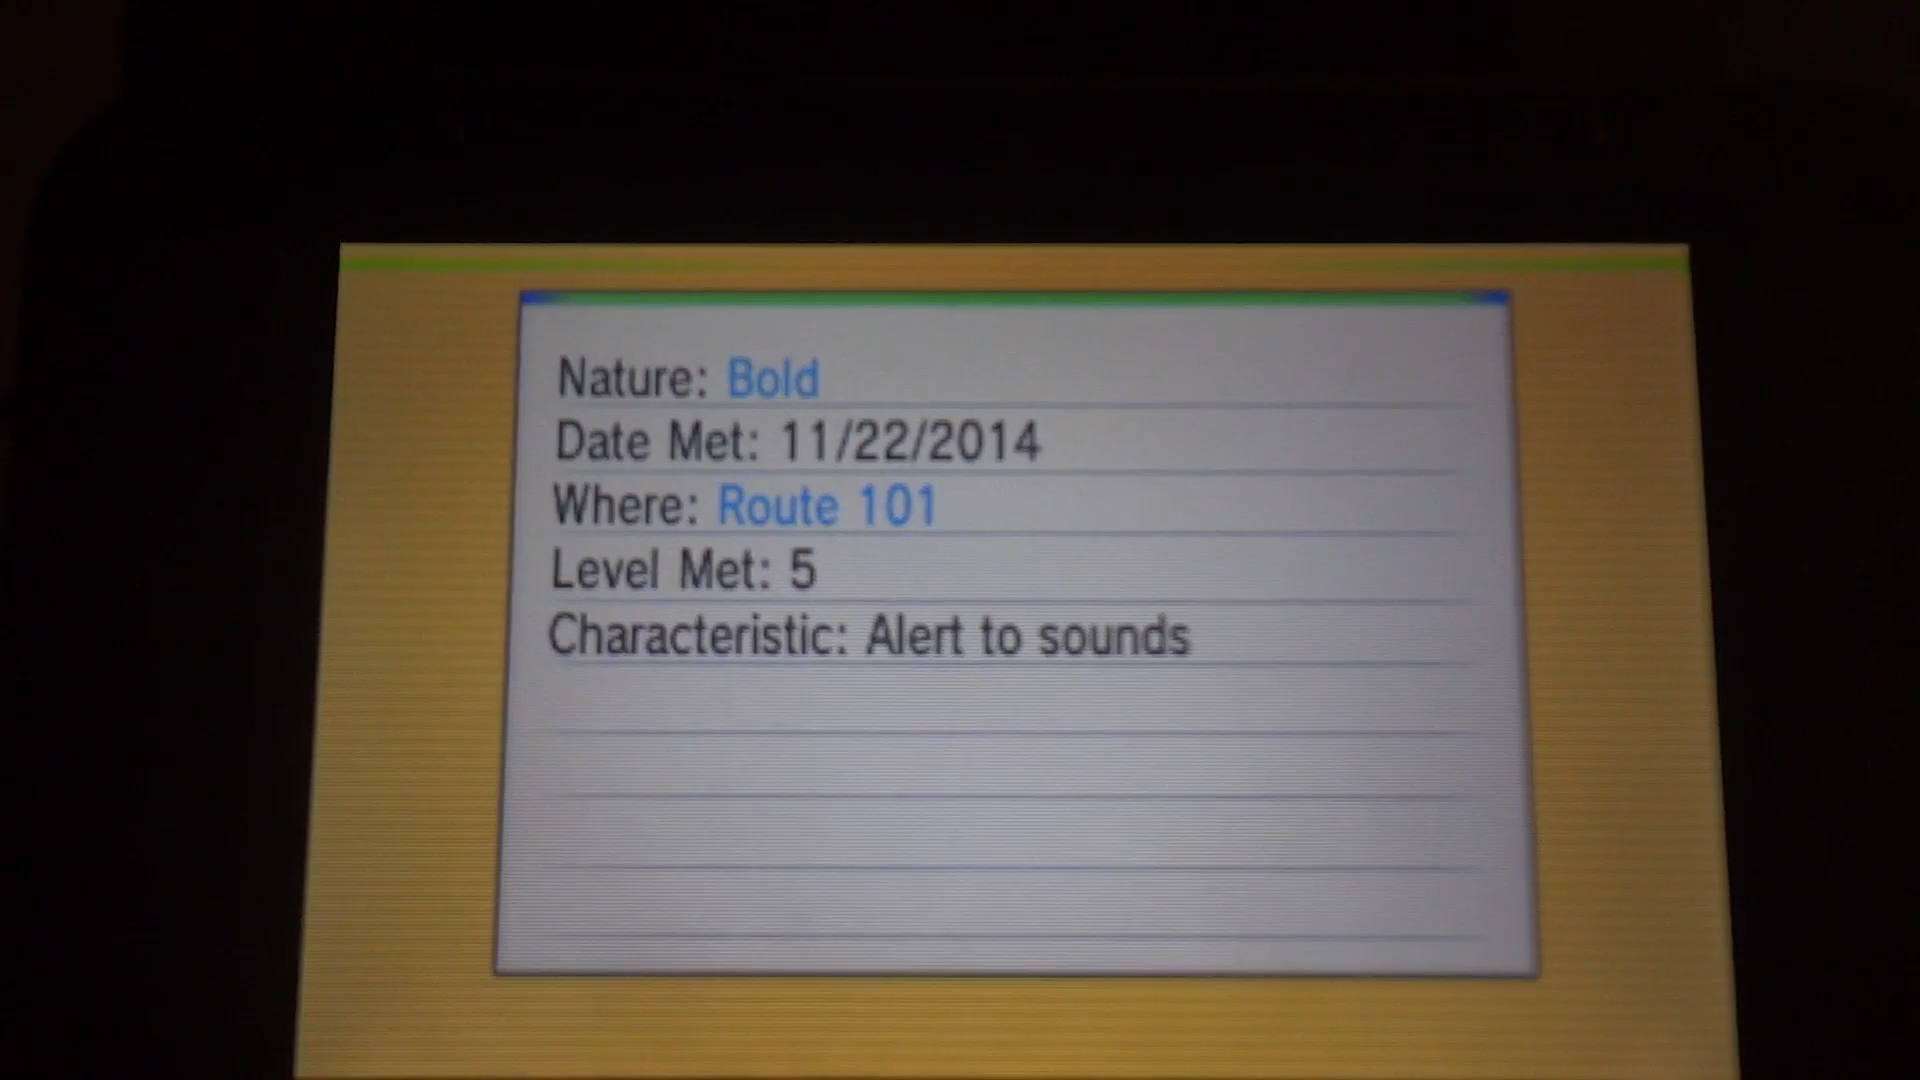 Nature: Bold
Date Met: 11/22/2014
Where: Route 101
Level Met: 5
Characteristic: Alert to sounds